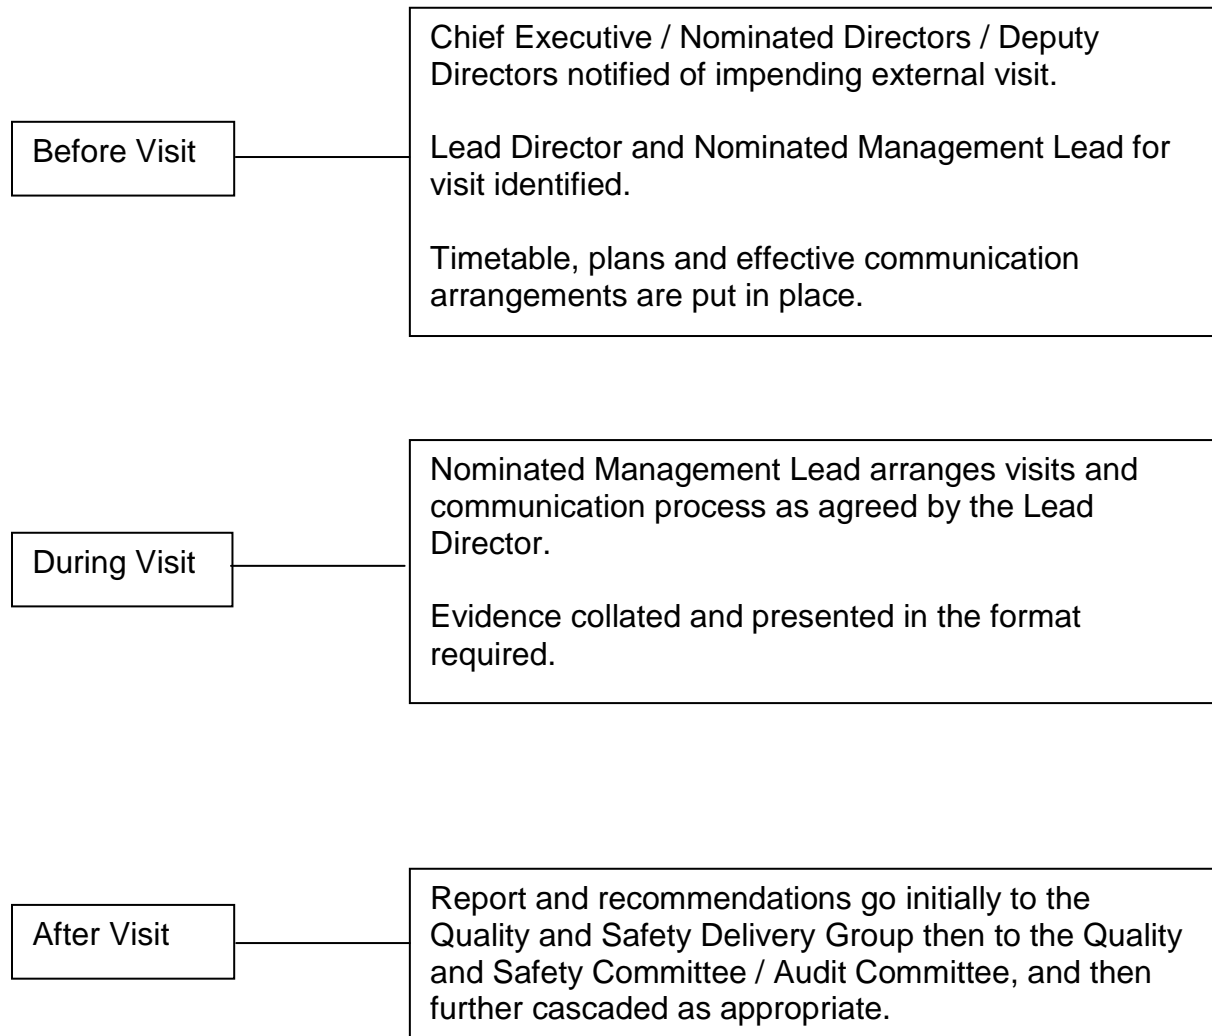 Before Visit
Chief Executive / Nominated Directors / Deputy
Directors notified of impending external visit.
Lead Director and Nominated Management Lead for
visit identified.
Timetable, plans and effective communication
arrangements are put in place.
During Visit
Nominated Management Lead arranges visits and
communication process as agreed by the Lead
Director.
Evidence collated and presented in the format
required.
After Visit
Report and recommendations go initially to the
Quality and Safety Delivery Group then to the Quality
and Safety Committee / Audit Committee, and then
further cascaded as appropriate.